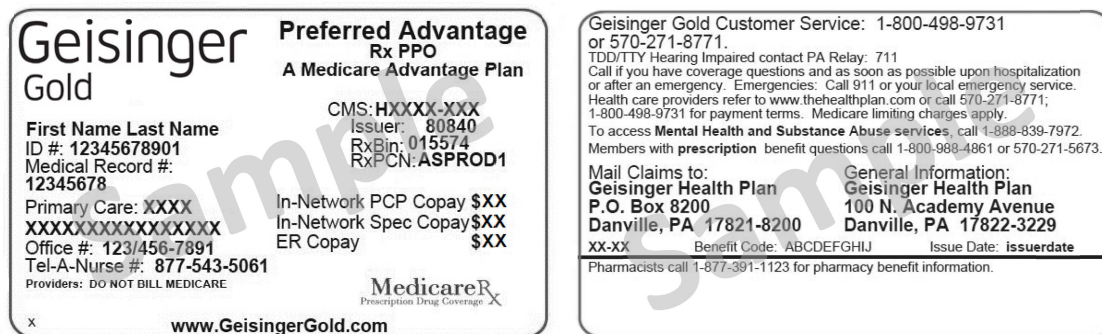 Geisinger
Gold
Preferred Advantage
Rx PPO
A Medicare Advantage Plan
CMS: HXXXX-XXX
Issuer: 80840
RxBin: 015574
RxPCN: ASPROD1
First Name Last Name
ID #: 12345678901
Medical Record #:
12345678
Primary Care: XXXX
XXXXXXXXXXXXXXXXX
Office #: 123/456-7891
Tel-A-Nurse #: 877-543-5061
Providers: DO NOT BILL MEDICARE
In-Network PCP Copay $XX
In-Network Spec Copay $XX
ER Copay $XX
MedicareRx
Prescription Drug Coverage
X
www.GeisingerGold.com
Sample
Geisinger Gold Customer Service: 1-800-498-9731
or 570-271-8771.
TDD/TTY Hearing Impaired contact PA Relay: 711
Call if you have coverage questions and as soon as possible upon hospitalization
or after an emergency. Emergencies: Call 911 or your local emergency service.
Health care providers refer to www.thehealthplan.com or call 570-271-8771;
1-800-498-9731 for payment terms. Medicare limiting charges apply.
To access Mental Health and Substance Abuse services, call 1-888-839-7972.
Members with prescription benefit questions call 1-800-988-4861 or 570-271-5673.
Mail Claims to:
Geisinger Health Plan
P.O. Box 8200
Danville, PA 17821-8200
General Information:
Geisinger Health Plan
100 N. Academy Avenue
Danville, PA 17822-3229
XX-XX Benefit Code: ABCDEFGHIJ Issue Date: issuerdate
Pharmacists call 1-877-391-1123 for pharmacy benefit information.
Sample